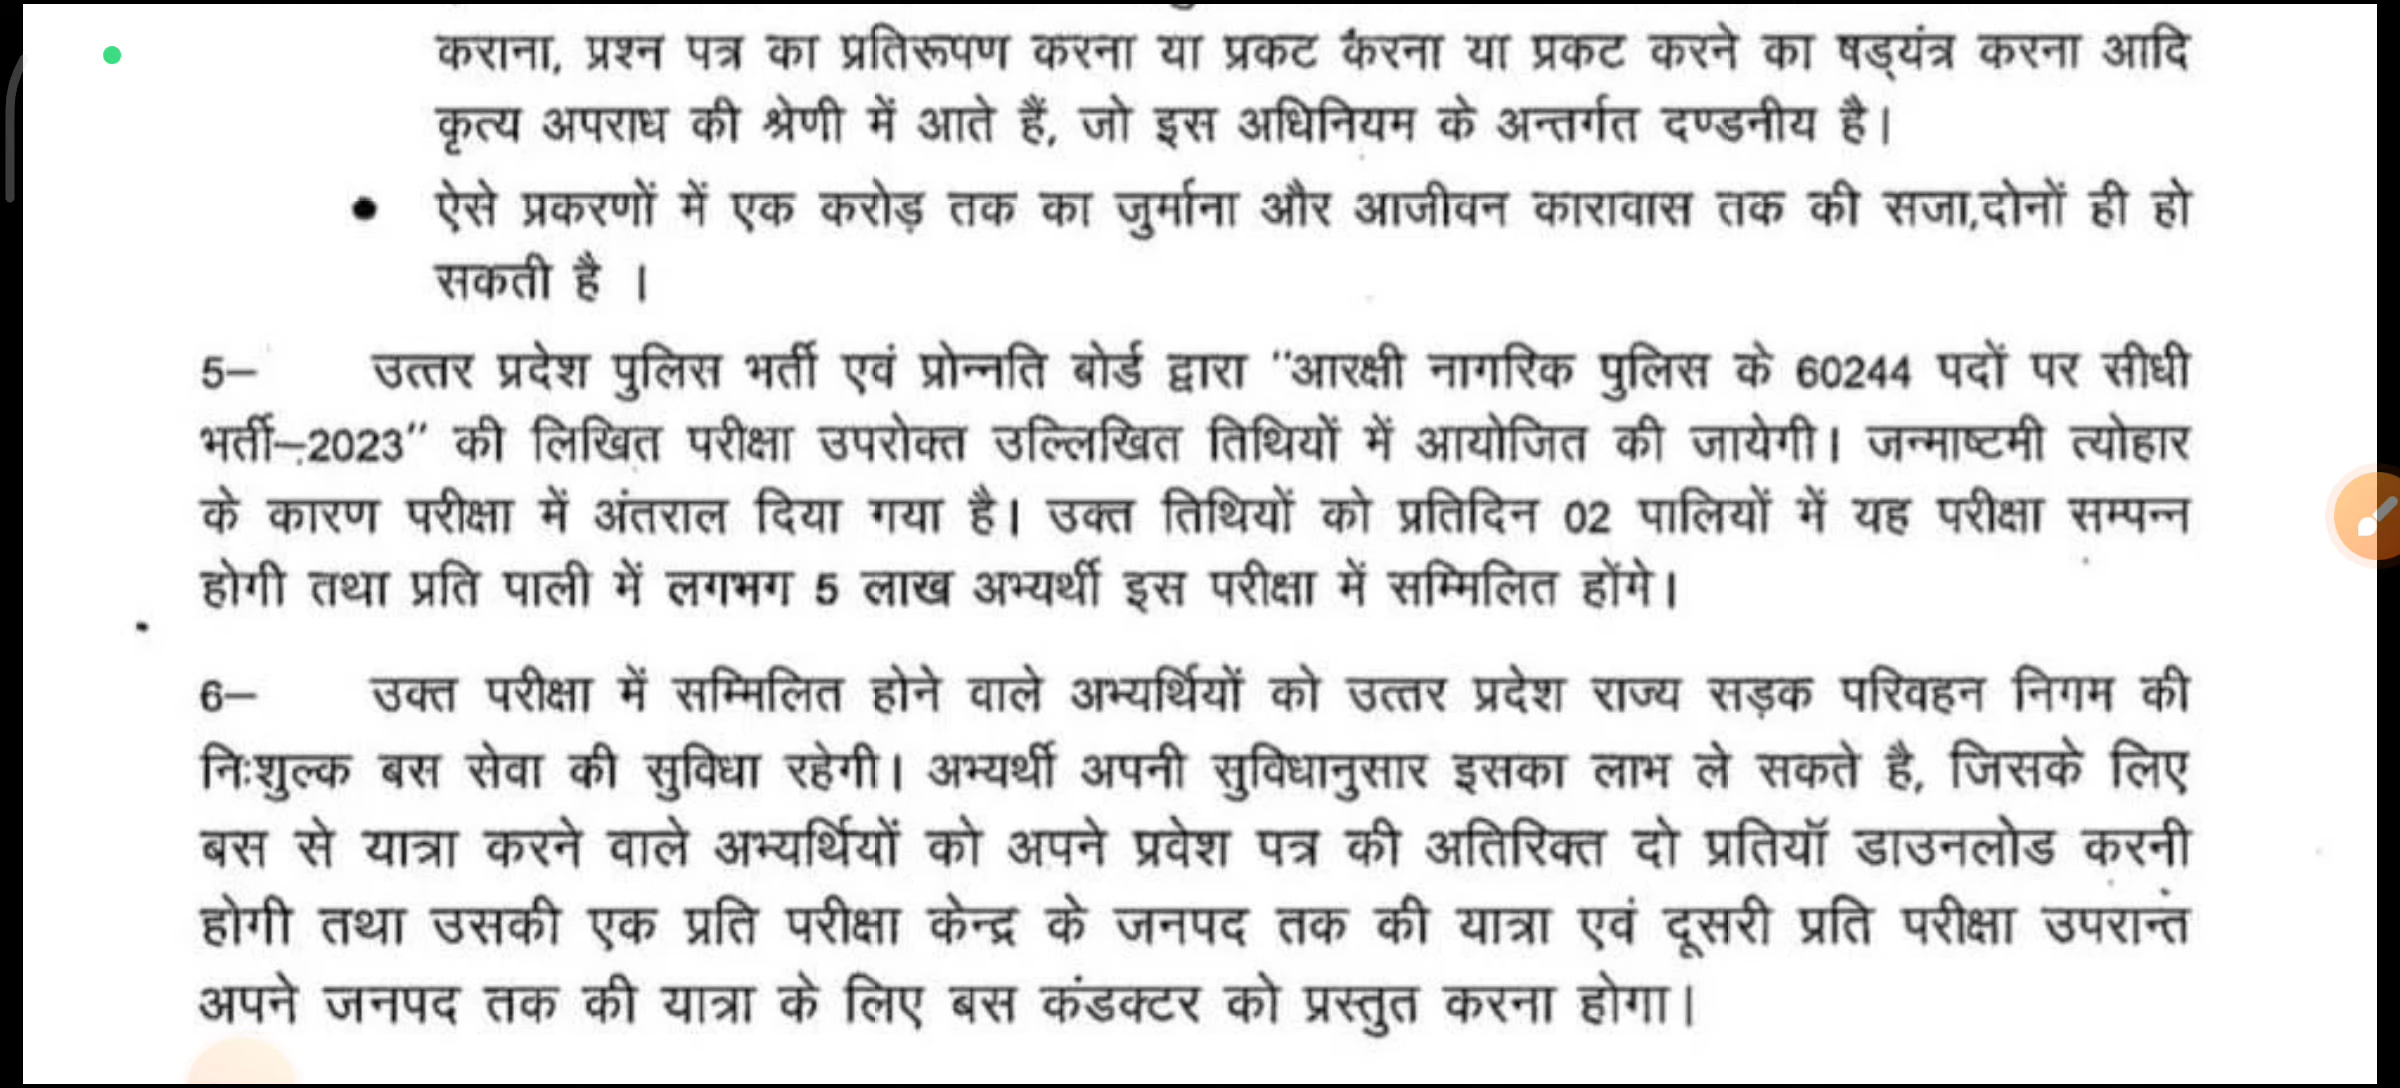 कराना, प्रश्न पत्र का प्रतिरूपण करना या प्रकट करना या प्रकट करने का षड्यंत्र करना आदि
कृत्य अपराध की श्रेणी में आते हैं, जो इस अधिनियम के अन्तर्गत दण्डनीय है।
• ऐसे प्रकरणों में एक करोड़ तक का जुर्माना और आजीवन कारावास तक की सजा,दोनों ही हो
सकती है ।
5– उत्तर प्रदेश पुलिस भर्ती एवं प्रोन्नति बोर्ड द्वारा "आरक्षी नागरिक पुलिस के 60244 पदों पर सीधी
भर्ती–2023" की लिखित परीक्षा उपरोक्त उल्लिखित तिथियों में आयोजित की जायेगी। जन्माष्टमी त्योहार
के कारण परीक्षा में अंतराल दिया गया है। उक्त तिथियों को प्रतिदिन 02 पालियों में यह परीक्षा सम्पन्न
होगी तथा प्रति पाली में लगभग 5 लाख अभ्यर्थी इस परीक्षा में सम्मिलित होंगे।
6– उक्त परीक्षा में सम्मिलित होने वाले अभ्यर्थियों को उत्तर प्रदेश राज्य सड़क परिवहन निगम की
निःशुल्क बस सेवा की सुविधा रहेगी। अभ्यर्थी अपनी सुविधानुसार इसका लाभ ले सकते है, जिसके लिए
बस से यात्रा करने वाले अभ्यर्थियों को अपने प्रवेश पत्र की अतिरिक्त दो प्रतियॉ डाउनलोड करनी
होगी तथा उसकी एक प्रति परीक्षा केन्द्र के जनपद तक की यात्रा एवं दूसरी प्रति परीक्षा उपरान्त
अपने जनपद तक की यात्रा के लिए बस कंडक्टर को प्रस्तुत करना होगा।